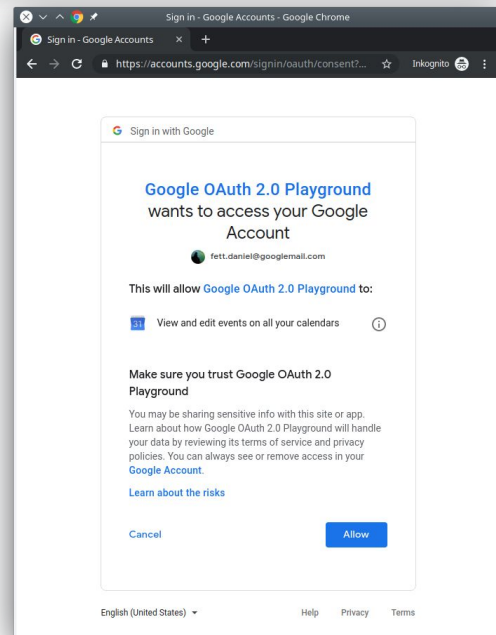 Sign in - Google Accounts - Google Chrome
Sign in - Google Accounts × +
https://accounts.google.com/signin/oauth/consent?... Inkognito
Sign in with Google
Google OAuth 2.0 Playground
wants to access your Google
Account
fett.daniel@googlemail.com
This will allow Google OAuth 2.0 Playground to:
31 View and edit events on all your calendars
Make sure you trust Google OAuth 2.0
Playground
You may be sharing sensitive info with this site or app.
Learn about how Google OAuth 2.0 Playground will handle
your data by reviewing its terms of service and privacy
policies. You can always see or remove access in your
Google Account.
Learn about the risks
Cancel Allow
English (United States) Help Privacy Terms